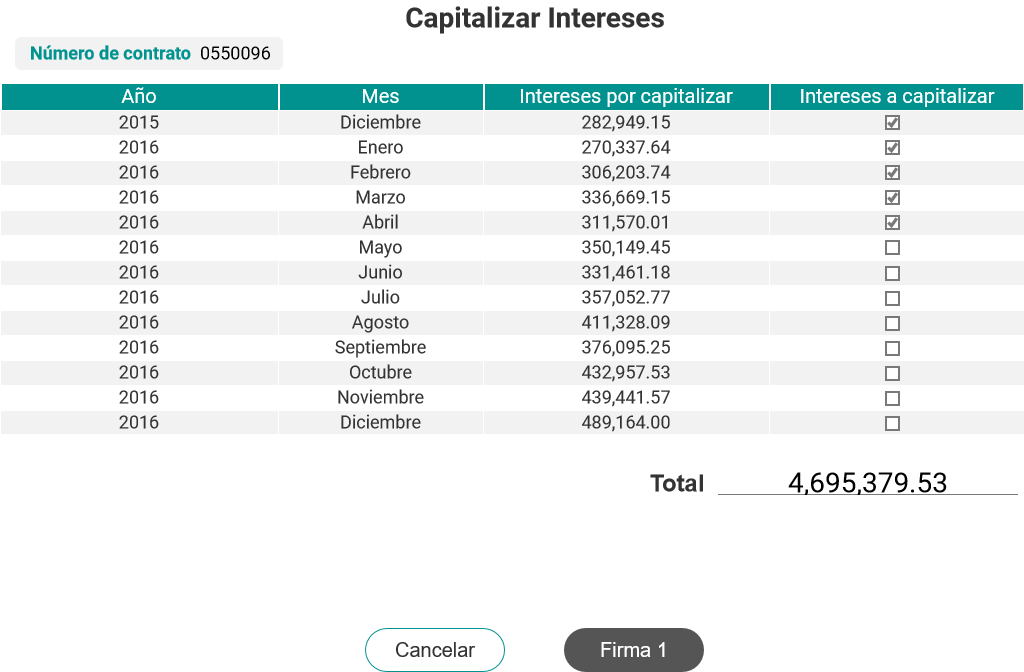 Capitalizar Intereses
Número de contrato 0550096
Año Mes Intereses por capitalizar Intereses a capitalizar
2015 Diciembre 282,949.15
2016 Enero 270,337.64
2016 Febrero 306,203.74
2016 Marzo 336,669.15
2016 Abril 311,570.01
2016 Mayo 350,149.45
2016 Junio 331,461.18
2016 Julio 357,052.77
2016 Agosto 411,328.09
2016 Septiembre 376,095.25
2016 Octubre 432,957.53
2016 Noviembre 439,441.57
2016 Diciembre 489,164.00
Total 4,695,379.53
Cancelar Firma 1